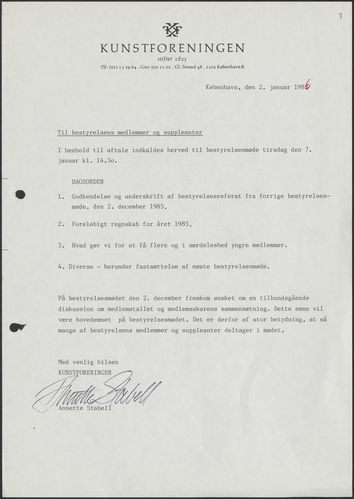 1
KUNSTFORENINGEN
stiftet 1825
Tlf. (01) 13 29 64 . Giro 500 11 02 . Gl. Strand 48 . 1202 København K
København, den 2. januar 1986
Til bestyrelsens medlemmer og suppleanter
I henhold til aftale indkaldes herved til bestyrelsesmøde tirsdag den 7.
januar kl. 14.3o.
DAGSORDEN
1. Godkendelse og underskrift af bestyrelsesreferat fra forrige bestyrelses-
møde, den 2. december 1985,
2. Foreløbigt regnskab for året 1985,
3. Hvad gør vi for at få flere og i særdeleshed yngre medlemmer.
4. Diverse - herunder fastsættelse af næste bestyrelsesmøde.
På bestyrelsesmødet den 2. december fremkom ønsket om en tilbundsgående
diskussion om medlemstallet og medlemsskarens sammensætning. Dette emne vil
være hovedemnet på bestyrelsesmødet. Det er derfor af stor betydning, at så
mange af bestyrelsens medlemmer og suppleanter deltager i mødet.
Med venlig hilsen
KUNSTFORENINGEN
Annette Stabell
Annette Stabell